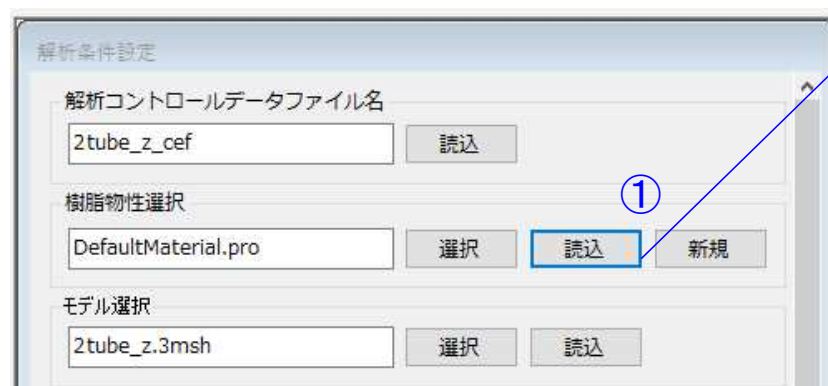 解析条件設定
解析コントロールデータファイル名
2tube_z_cef 読込
樹脂物性選択
①
DefaultMaterial.pro 選択 読込 新規
モデル選択
2tube_z.3msh 選択 読込